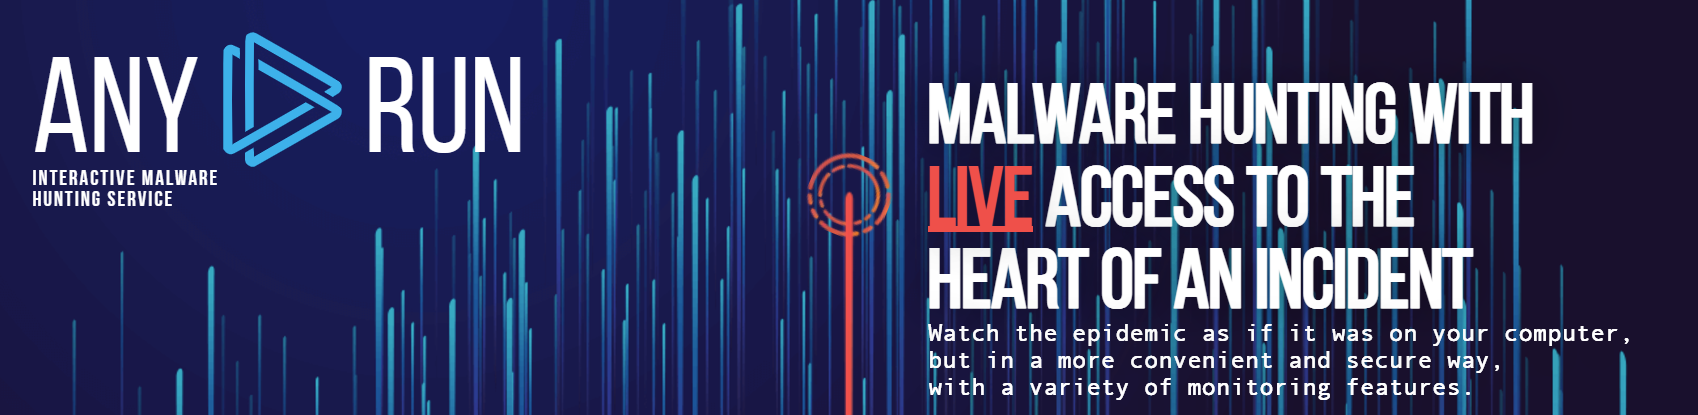 ANY RUN
INTERACTIVE MALWARE
HUNTING SERVICE
MALWARE HUNTING WITH
LIVE ACCESS TO THE
HEART OF AN INCIDENT
Watch the epidemic as if it was on your computer,
but in a more convenient and secure way,
with a variety of monitoring features.